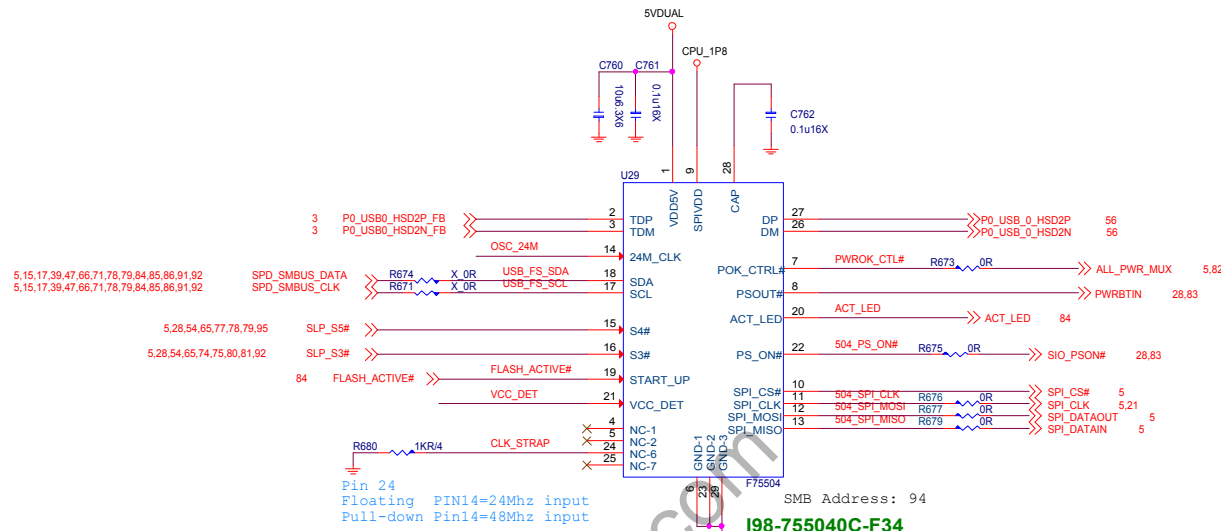 5VDUAL
CPU_1P8
C760 C761
10u6.3X6
0.1u16X
C762
0.1u16X
U29
1
9
28
VDD5V
SPIVDD
CAP
3 P0_USB0_HSD2P_FB 2 TDP
3 P0_USB0_HSD2N_FB 3 TDM
DP 27 P0_USB_0_HSD2P 56
DM 26 P0_USB_0_HSD2N 56
OSC_24M 14 24M_CLK
POK_CTRL# 7 PWROK_CTL# R673 0R ALL_PWR_MUX 5,82
5,15,17,39,47,66,71,78,79,84,85,86,91,92 SPD_SMBUS_DATA R674 X_0R USB_FS_SDA 18 SDA
5,15,17,39,47,66,71,78,79,84,85,86,91,92 SPD_SMBUS_CLK R671 X_0R USB_FS_SCL 17 SCL
PSOUT# 8 PWRBTIN 28,83
ACT_LED 20 ACT_LED ACT_LED 84
5,28,54,65,77,78,79,95 SLP_S5# 15 S4#
5,28,54,65,74,75,80,81,92 SLP_S3# 16 S3#
PS_ON# 22 504_PS_ON# R675 0R SIO_PSON# 28,83
84 FLASH_ACTIVE# FLASH_ACTIVE# 19 START_UP
VCC_DET 21 VCC_DET
SPI_CS# 10 SPI_CS# 5
SPI_CLK 11 504_SPI_CLK R676 0R SPI_CLK 5,21
SPI_MOSI 12 504_SPI_MOSI R677 0R SPI_DATAOUT 5
SPI_MISO 13 504_SPI_MISO R679 0R SPI_DATAIN 5
4 NC-1
5 NC-2
R680 1KR/4 CLK_STRAP 24 NC-6
25 NC-7
GND-1
GND-2
GND-3
6
23
29
F75504
Pin 24
Floating PIN14=24Mhz input
Pull-down Pin14=48Mhz input
SMB Address: 94
I98-755040C-F34
.com